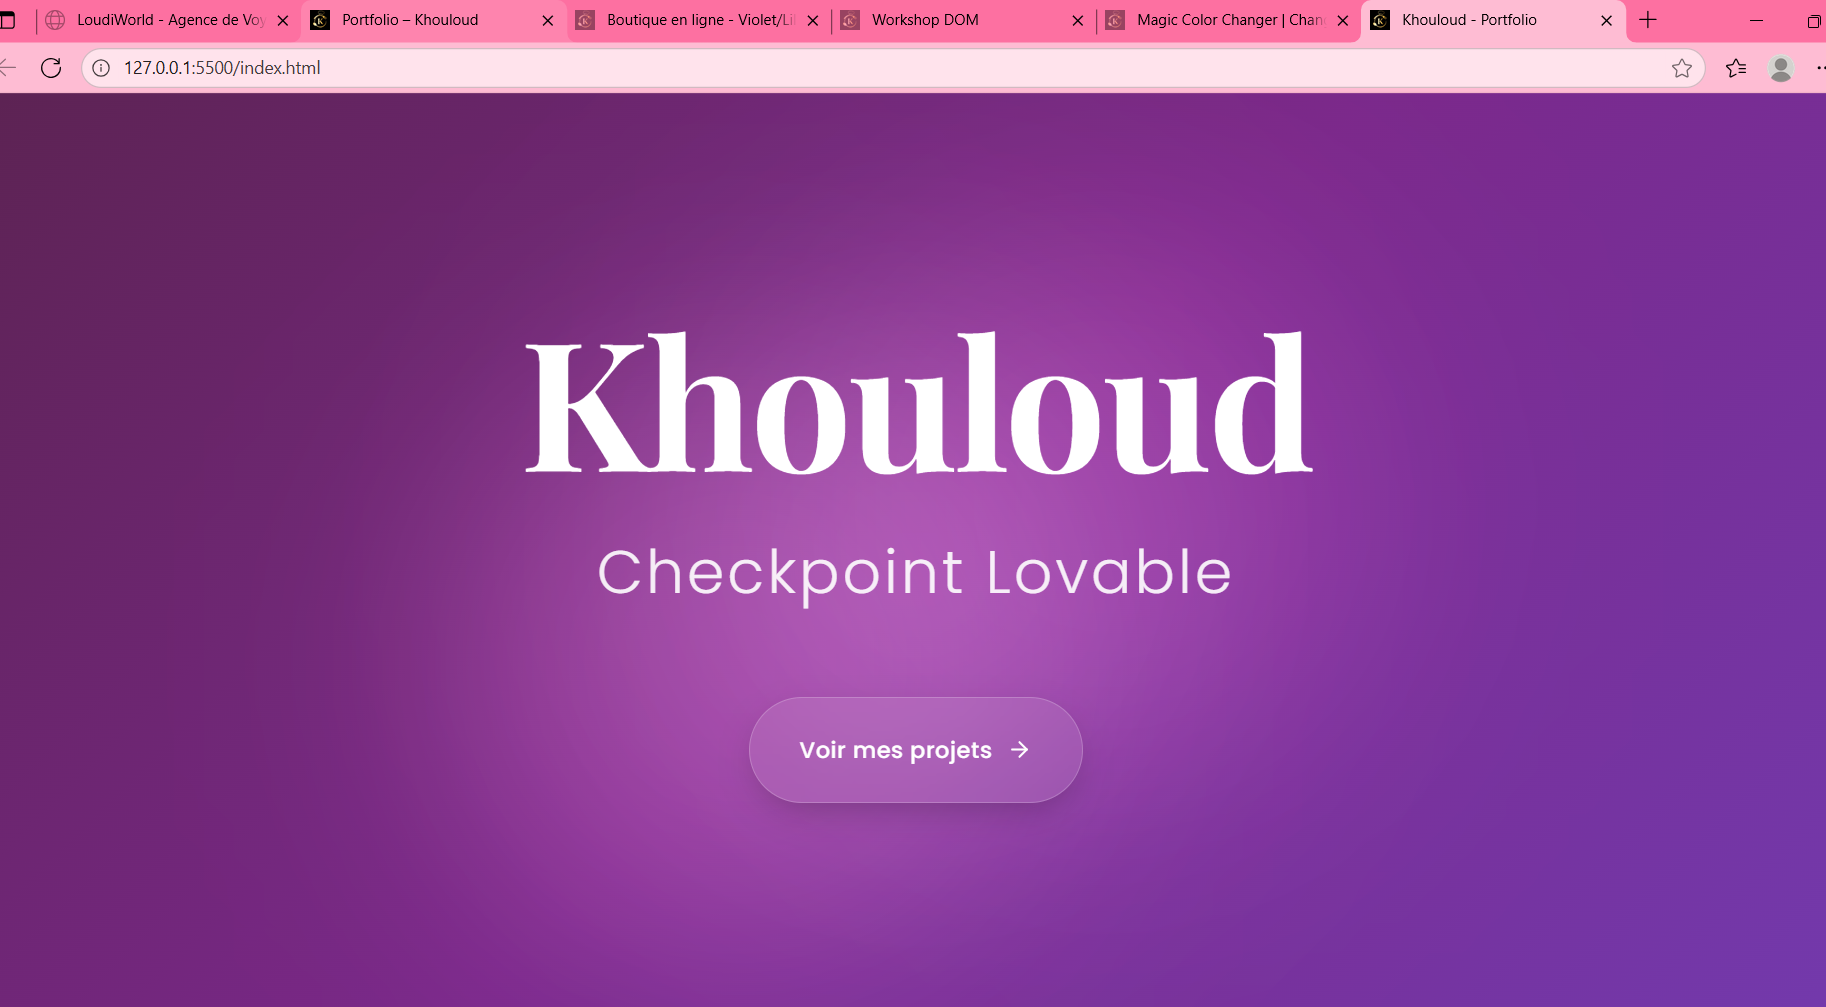 LoudiWorld - Agence de Voy
Portfolio – Khouloud
Boutique en ligne - Violet/Lil
Workshop DOM
Magic Color Changer | Chan
Khouloud - Portfolio
127.0.0.1:5500/index.html
Khouloud
Checkpoint Lovable
Voir mes projets →